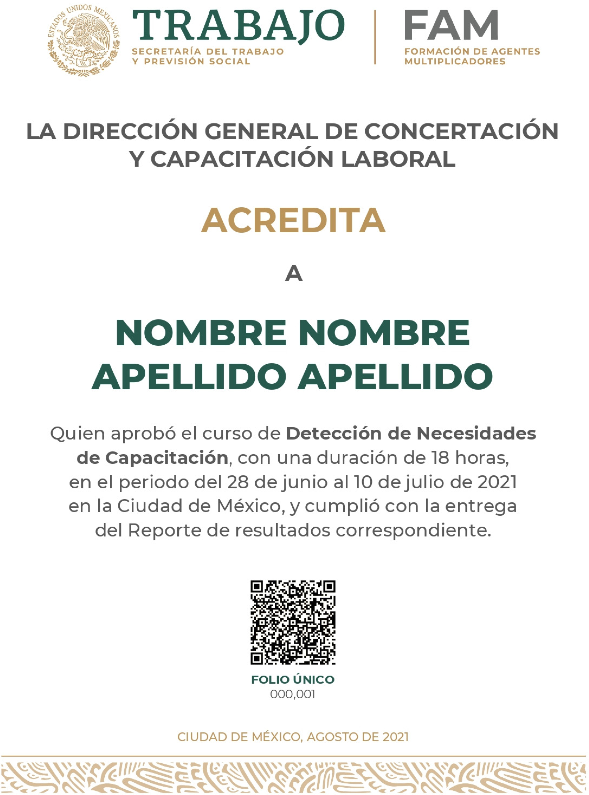 ESTADOS UNIDOS MEXICANOS
TRABAJO
SECRETARÍA DEL TRABAJO
Y PREVISIÓN SOCIAL
FAM
FORMACIÓN DE AGENTES
MULTIPLICADORES
LA DIRECCIÓN GENERAL DE CONCERTACIÓN
Y CAPACITACIÓN LABORAL
ACREDITA
A
NOMBRE NOMBRE
APELLIDO APELLIDO
Quien aprobó el curso de Detección de Necesidades
de Capacitación, con una duración de 18 horas,
en el periodo del 28 de junio al 10 de julio de 2021
en la Ciudad de México, y cumplió con la entrega
del Reporte de resultados correspondiente.
FOLIO ÚNICO
000,001
CIUDAD DE MÉXICO, AGOSTO DE 2021